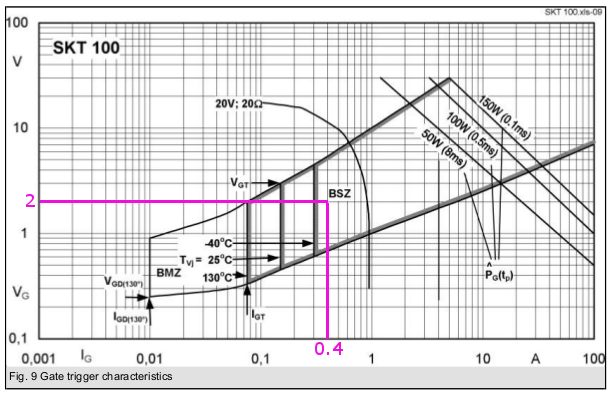 SKT 100.xls-09
100
V
SKT 100
20V; 20Ω
150W (0.1ms)
100W (0.5ms)
50W (8ms)
10
VGT
2
BSZ
1
-40°C
Tvj = 25°C
130°C
BMZ
P̂G(tp)
VGD(130°)
VG
IGD(130°)
IGT
0.4
0,1
0,001
IG
0,01
0,1
1
10
A
100
Fig. 9 Gate trigger characteristics